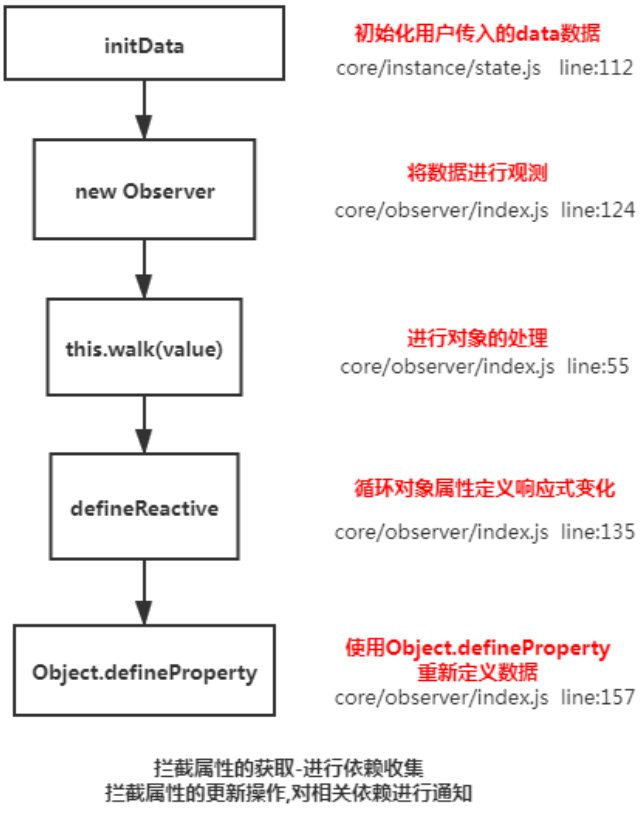 initData
初始化用户传入的data数据
core/instance/state.js line:112
new Observer
将数据进行观测
core/observer/index.js line:124
this.walk(value)
进行对象的处理
core/observer/index.js line:55
defineReactive
循环对象属性定义响应式变化
core/observer/index.js line:135
Object.defineProperty
使用Object.defineProperty
重新定义数据
core/observer/index.js line:157
拦截属性的获取-进行依赖收集
拦截属性的更新操作,对相关依赖进行通知